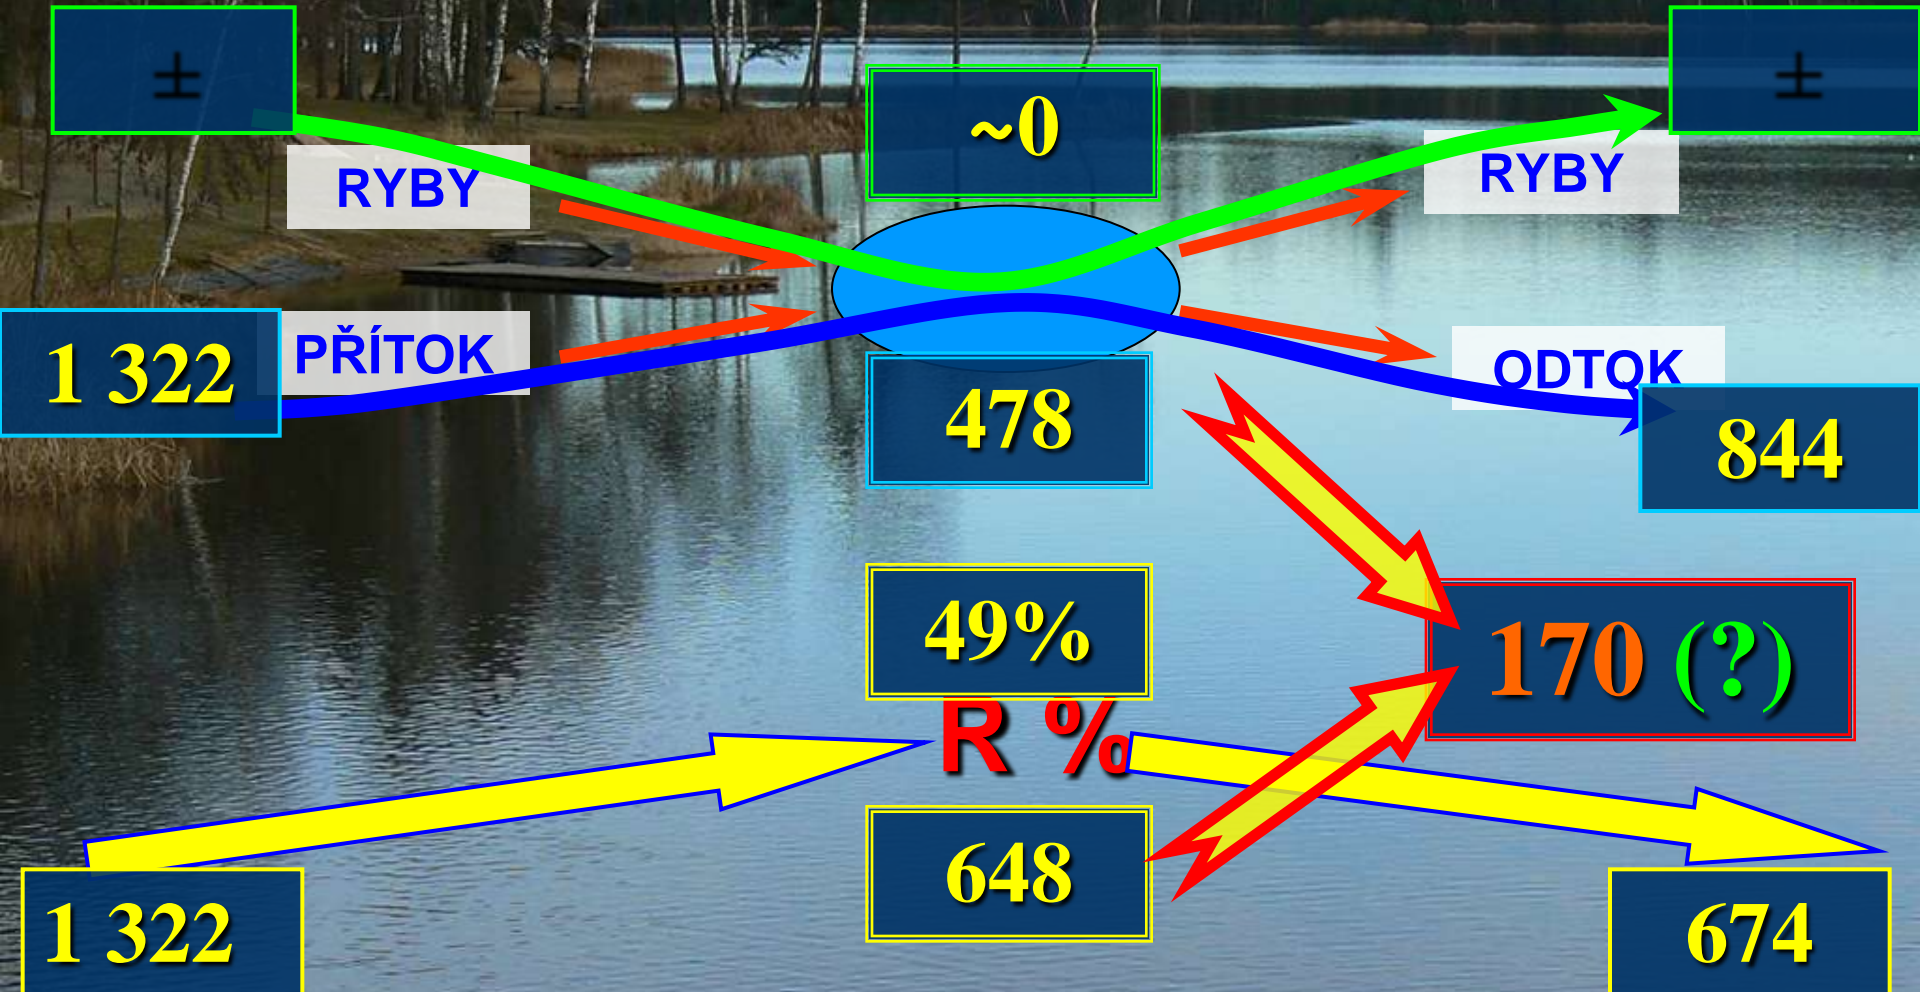 ±
±
~0
RYBY
RYBY
1 322
PŘÍTOK
ODTOK
478
844
49%
170 (?)
R %
648
1 322
674